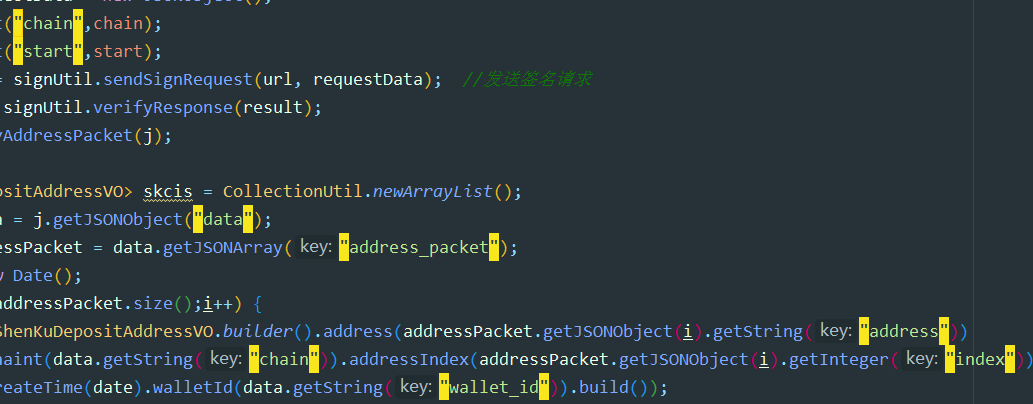 ("chain",chain);
("start",start);
= signUtil.sendSignRequest(url, requestData);  //发送签名请求
signUtil.verifyResponse(result);
yAddressPacket(j);
ositAddressVO> skcis = CollectionUtil.newArrayList();
= j.getJSONObject("data");
essPacket = data.getJSONArray( key: "address_packet");
Date();
addressPacket.size();i++) {
ShenKuDepositAddressVO.builder().address(addressPacket.getJSONObject(i).getString( key: "address"))
haint(data.getString( key: "chain")).addressIndex(addressPacket.getJSONObject(i).getInteger( key: "index"))
reateTime(date).walletId(data.getString( key: "wallet_id")).build());